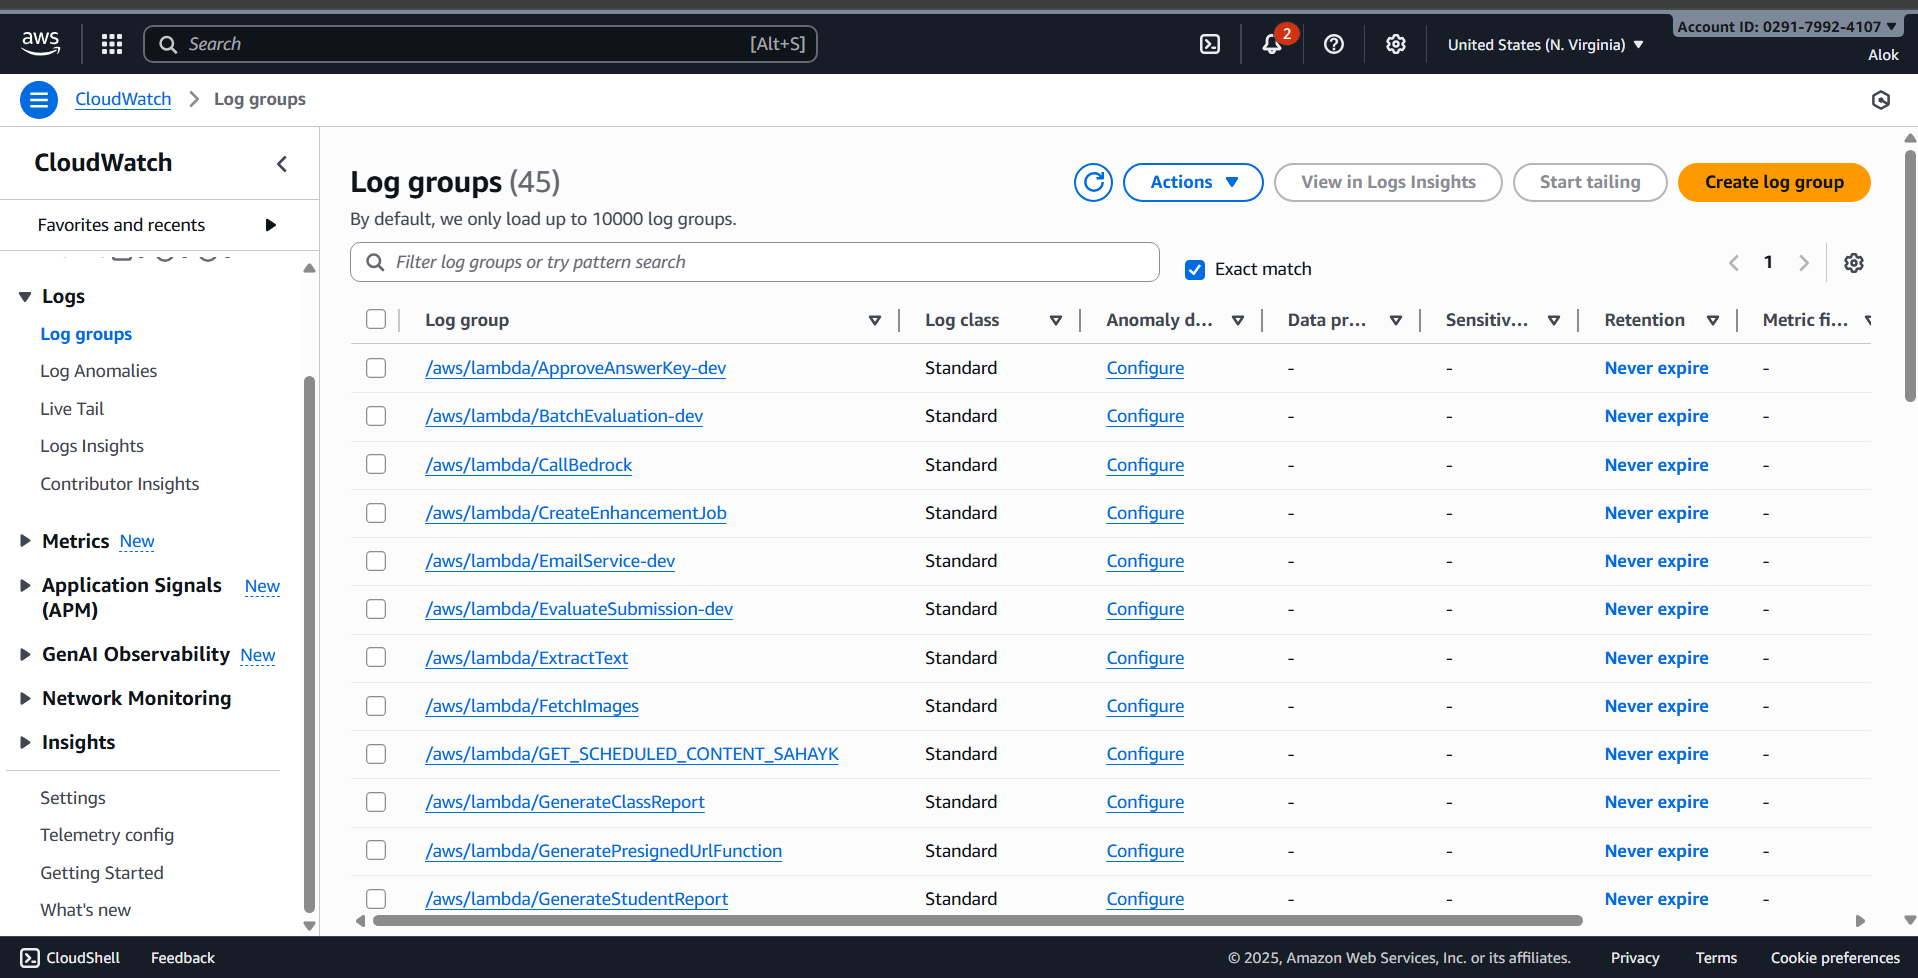 aws
Search
[Alt+S]
2
United States (N. Virginia)
Account ID: 0291-7992-4107
Alok
CloudWatch
Log groups
CloudWatch
Favorites and recents
Logs
Log groups
Log Anomalies
Live Tail
Logs Insights
Contributor Insights
Metrics New
Application Signals New
(APM)
GenAI Observability New
Network Monitoring
Insights
Settings
Telemetry config
Getting Started
What's new
Log groups (45)
By default, we only load up to 10000 log groups.
Actions
View in Logs Insights
Start tailing
Create log group
Filter log groups or try pattern search
Exact match
1
Log group Log class Anomaly d... Data pr... Sensitiv... Retention Metric fi...
/aws/lambda/ApproveAnswerKey-dev Standard Configure - - Never expire -
/aws/lambda/BatchEvaluation-dev Standard Configure - - Never expire -
/aws/lambda/CallBedrock Standard Configure - - Never expire -
/aws/lambda/CreateEnhancementJob Standard Configure - - Never expire -
/aws/lambda/EmailService-dev Standard Configure - - Never expire -
/aws/lambda/EvaluateSubmission-dev Standard Configure - - Never expire -
/aws/lambda/ExtractText Standard Configure - - Never expire -
/aws/lambda/FetchImages Standard Configure - - Never expire -
/aws/lambda/GET_SCHEDULED_CONTENT_SAHAYK Standard Configure - - Never expire -
/aws/lambda/GenerateClassReport Standard Configure - - Never expire -
/aws/lambda/GeneratePresignedUrlFunction Standard Configure - - Never expire -
/aws/lambda/GenerateStudentReport Standard Configure - - Never expire -
CloudShell
Feedback
© 2025, Amazon Web Services, Inc. or its affiliates.
Privacy
Terms
Cookie preferences